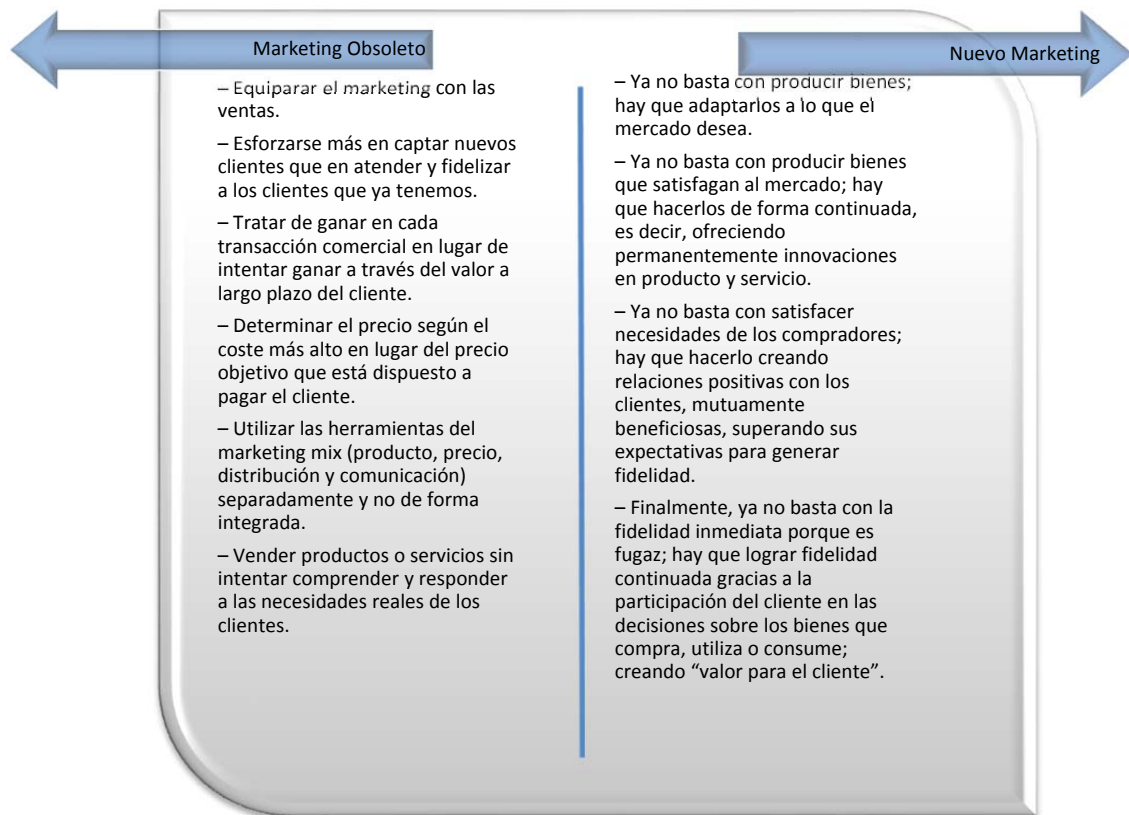 Marketing Obsoleto
– Equiparar el marketing con las
ventas.
– Esforzarse más en captar nuevos
clientes que en atender y fidelizar
a los clientes que ya tenemos.
– Tratar de ganar en cada
transacción comercial en lugar de
intentar ganar a través del valor a
largo plazo del cliente.
– Determinar el precio según el
coste más alto en lugar del precio
objetivo que está dispuesto a
pagar el cliente.
– Utilizar las herramientas del
marketing mix (producto, precio,
distribución y comunicación)
separadamente y no de forma
integrada.
– Vender productos o servicios sin
intentar comprender y responder
a las necesidades reales de los
clientes.
Nuevo Marketing
– Ya no basta con producir bienes;
hay que adaptarlos a lo que el
mercado desea.
– Ya no basta con producir bienes
que satisfagan al mercado; hay
que hacerlos de forma continuada,
es decir, ofreciendo
permanentemente innovaciones
en producto y servicio.
– Ya no basta con satisfacer
necesidades de los compradores;
hay que hacerlo creando
relaciones positivas con los
clientes, mutuamente
beneficiosas, superando sus
expectativas para generar
fidelidad.
– Finalmente, ya no basta con la
fidelidad inmediata porque es
fugaz; hay que lograr fidelidad
continuada gracias a la
participación del cliente en las
decisiones sobre los bienes que
compra, utiliza o consume;
creando “valor para el cliente”.